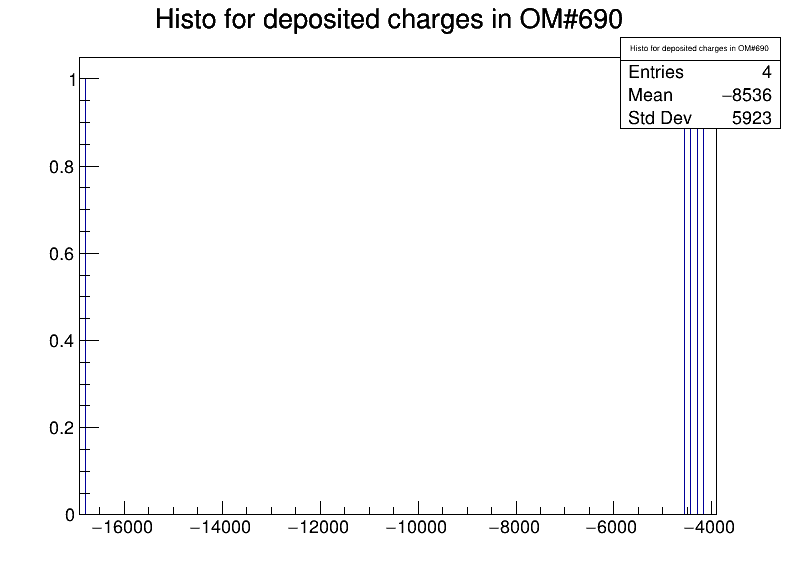 Histo for deposited charges in OM#690
Histo for deposited charges in OM#690
Entries 4
Mean −8536
Std Dev 5923
1
0.8
0.6
0.4
0.2
0
−16000 −14000 −12000 −10000 −8000 −6000 −4000